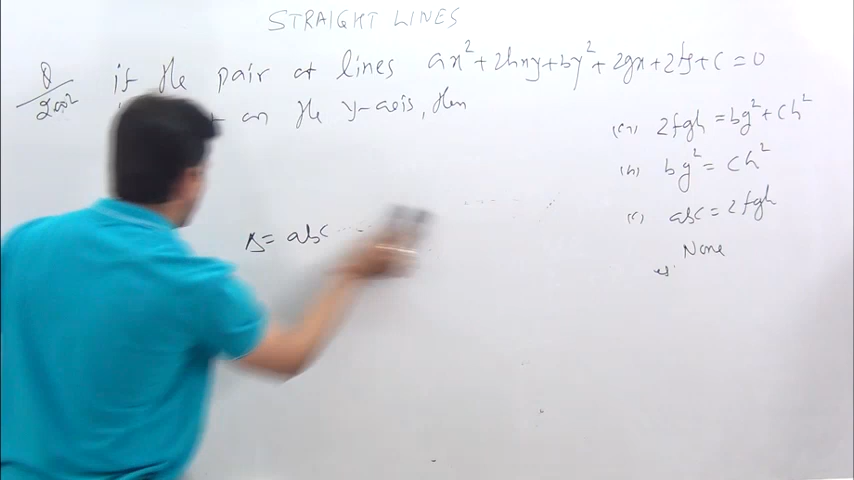 STRAIGHT LINES
Q if the pair of lines ax²+2hxy+by²+2gx+2fy+c=0
2002 on the y-axis, then
(a) 2fgh = bg²+ch²
(b) bg² = ch²
(c) abc = 2fgh
None
Δ= abc